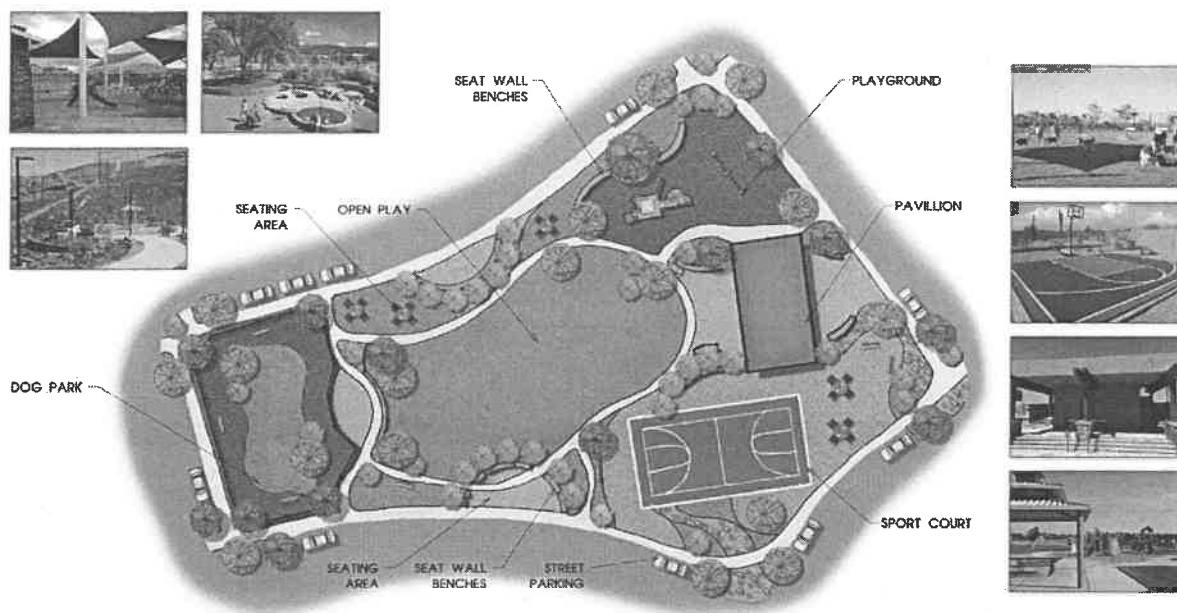 SEAT WALL
BENCHES
PLAYGROUND
SEATING
AREA
OPEN PLAY
PAVILLION
DOG PARK
SPORT COURT
SEATING
AREA
SEAT WALL
BENCHES
STREET
PARKING